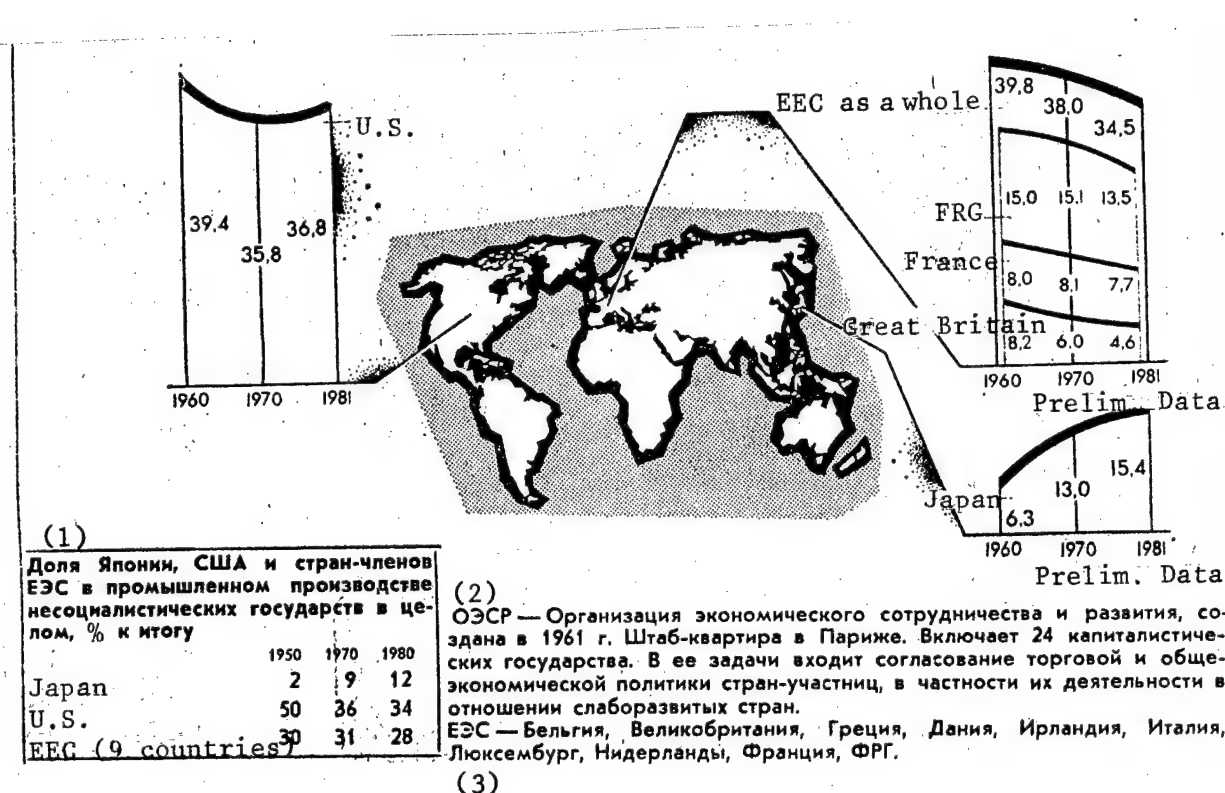 U.S.
39,4
35,8
36,8
1960 1970 1981
EEC as a whole
39,8
38,0
34,5
FRG
15,0 15,1 13,5
France
8,0 8,1 7,7
Great Britain
8,2 6,0 4,6
1960 1970 1981
Prelim. Data
Japan
6,3
13,0
15,4
1960 1970 1981
Prelim. Data
(1)
Доля Японии, США и стран-членов
ЕЭС в промышленном производстве
несоциалистических государств в це-
лом, % к итогу
1950 1970 1980
Japan 2 9 12
U.S. 50 36 34
EEC (9 countries) 30 31 28
(2)
ОЭСР — Организация экономического сотрудничества и развития, со-
здана в 1961 г. Штаб-квартира в Париже. Включает 24 капиталистиче-
ских государства. В ее задачи входит согласование торговой и обще-
экономической политики стран-участниц, в частности их деятельности в
отношении слаборазвитых стран.
ЕЭС — Бельгия, Великобритания, Греция, Дания, Ирландия, Италия,
Люксембург, Нидерланды, Франция, ФРГ.
(3)